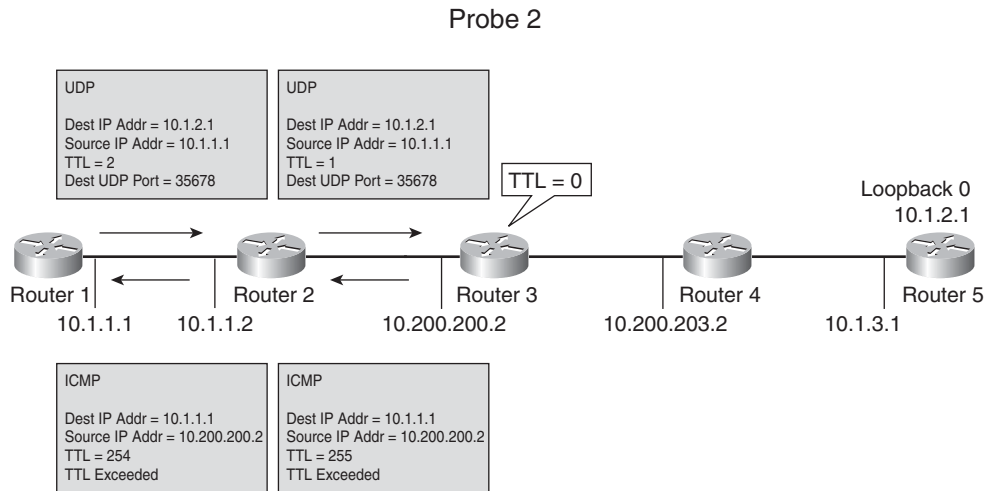 Probe 2
UDP
Dest IP Addr = 10.1.2.1
Source IP Addr = 10.1.1.1
TTL = 2
Dest UDP Port = 35678
UDP
Dest IP Addr = 10.1.2.1
Source IP Addr = 10.1.1.1
TTL = 1
Dest UDP Port = 35678
TTL = 0
Loopback 0
10.1.2.1
Router 1
Router 2
Router 3
Router 4
Router 5
10.1.1.1
10.1.1.2
10.200.200.2
10.200.203.2
10.1.3.1
ICMP
Dest IP Addr = 10.1.1.1
Source IP Addr = 10.200.200.2
TTL = 254
TTL Exceeded
ICMP
Dest IP Addr = 10.1.1.1
Source IP Addr = 10.200.200.2
TTL = 255
TTL Exceeded